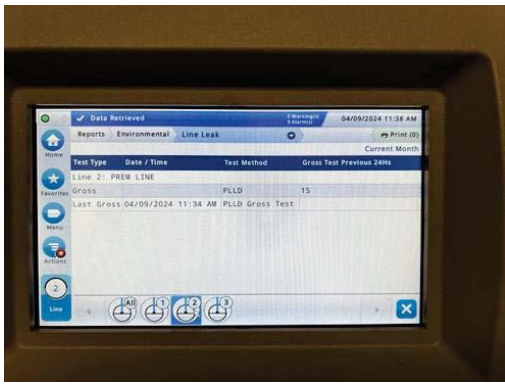 Data Retrieved
0 Warning(s)
0 Alarm(s)
04/09/2024 11:38 AM
Home
Reports Environmental Line Leak
Print (0)
Current Month
Test Type Date / Time Test Method Gross Test Previous 24Hs
Line 2: PREM LINE
Favorites
Gross PLLD 15
Last Gross 04/09/2024 11:34 AM PLLD Gross Test
Menu
Actions
2
Line
All 1 2 3